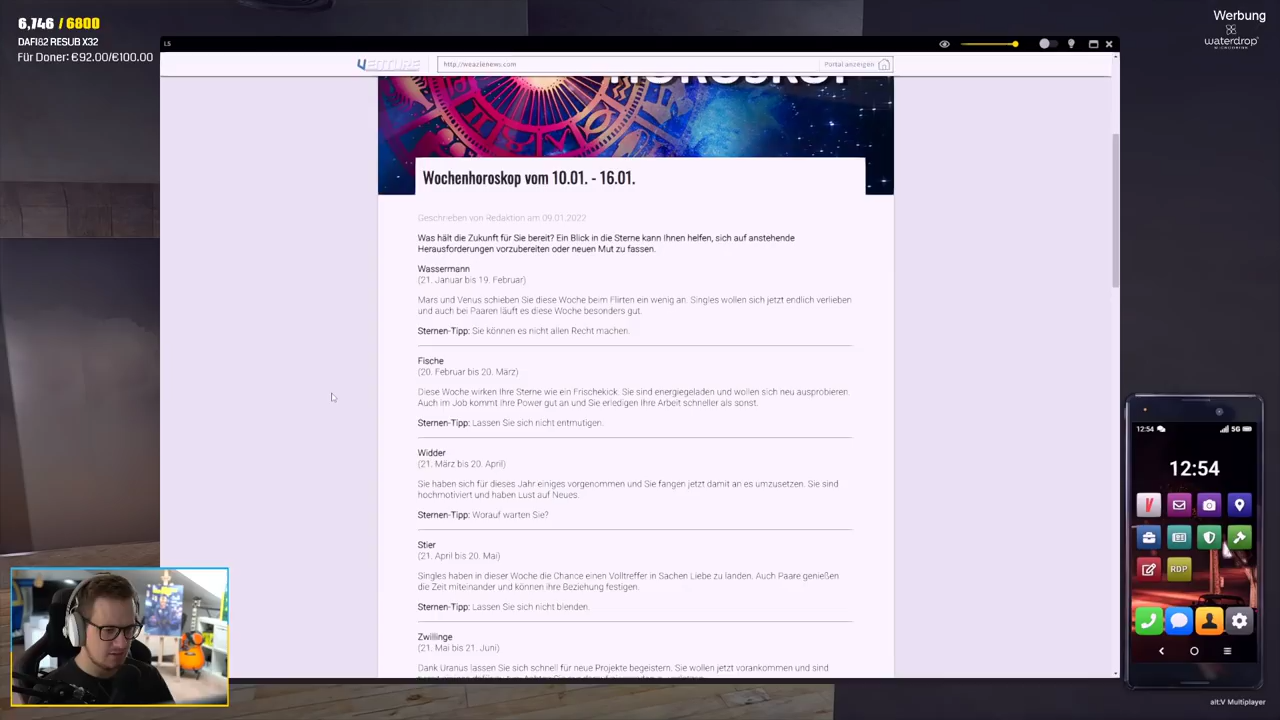 6,746 / 6800
DAFI82 RESUB X32
Für Döner: €92.00/€100.00
Werbung
waterdrop
LS
http://weazlenews.com
Portal anzeigen
HOROSKOP
Wochenhoroskop vom 10.01. - 16.01.
Geschrieben von Redaktion am 09.01.2022
Was hält die Zukunft für Sie bereit? Ein Blick in die Sterne kann Ihnen helfen, sich auf anstehende
Herausforderungen vorzubereiten oder neuen Mut zu fassen.
Wassermann
(21. Januar bis 19. Februar)
Mars und Venus schieben Sie diese Woche beim Flirten ein wenig an. Singles wollen sich jetzt endlich verlieben
und auch bei Paaren läuft es diese Woche besonders gut.
Sternen-Tipp: Sie können es nicht allen Recht machen.
Fische
(20. Februar bis 20. März)
Diese Woche wirken Ihre Sterne wie ein Frischekick. Sie sind energiegeladen und wollen sich neu ausprobieren.
Auch im Job kommt Ihre Power gut an und Sie erledigen Ihre Arbeit schneller als sonst.
Sternen-Tipp: Lassen Sie sich nicht entmutigen.
Widder
(21. März bis 20. April)
Sie haben sich für dieses Jahr einiges vorgenommen und Sie fangen jetzt damit an es umzusetzen. Sie sind
hochmotiviert und haben Lust auf Neues.
Sternen-Tipp: Worauf warten Sie?
Stier
(21. April bis 20. Mai)
Singles haben in dieser Woche die Chance einen Volltreffer in Sachen Liebe zu landen. Auch Paare genießen
die Zeit miteinander und können ihre Beziehung festigen.
Sternen-Tipp: Lassen Sie sich nicht blenden.
Zwillinge
(21. Mai bis 21. Juni)
Dank Uranus lassen Sie sich schnell für neue Projekte begeistern. Sie wollen jetzt vorankommen und sind
12:54
5G
12:54
RDP
alt:V Multiplayer